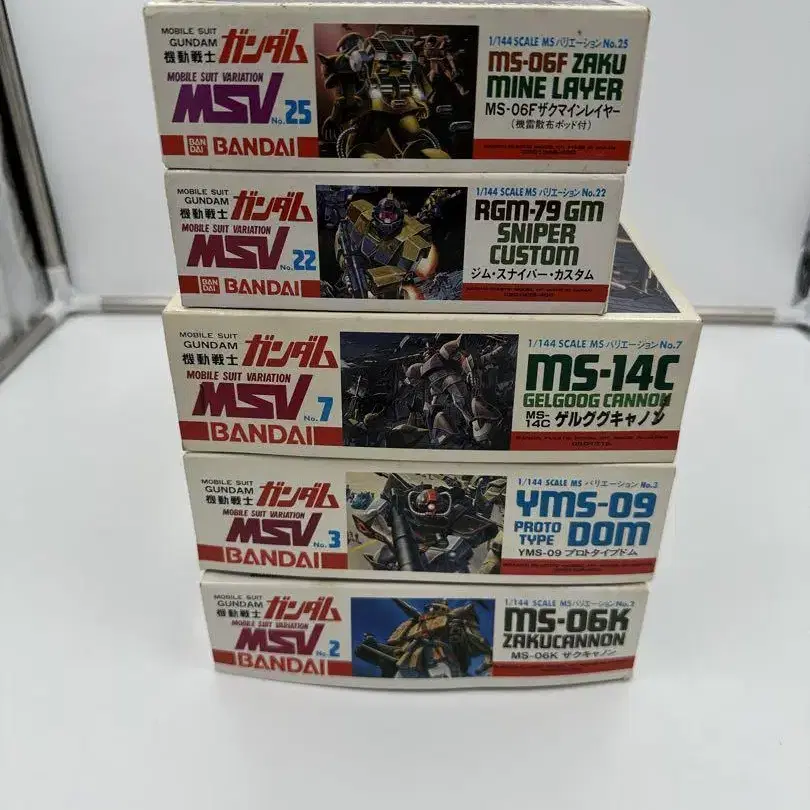 MOBILE SUIT
GUNDAM
機動戦士 ガンダム
MOBILE SUIT VARIATION
MSV No.25
BAN DAI BANDAI
1/144 SCALE MS バリエーション No.25
MS-06F ZAKU
MINE LAYER
MS-06Fザクマインレイヤー
(機雷散布ポッド付)
MOBILE SUIT
GUNDAM
機動戦士 ガンダム
MOBILE SUIT VARIATION
MSV No.22
BAN DAI BANDAI
1/144 SCALE MS バリエーション No.22
RGM-79 GM
SNIPER
CUSTOM
ジム・スナイパー・カスタム
MOBILE SUIT
GUNDAM
機動戦士 ガンダム
MOBILE SUIT VARIATION
MSV No.7
BANDAI
1/144 SCALE MS バリエーション No.7
MS-14C
GELGOOG CANNON
MS-14C ゲルググキャノン
MOBILE SUIT
GUNDAM
機動戦士 ガンダム
MOBILE SUIT VARIATION
MSV No.3
BANDAI
1/144 SCALE MS バリエーション No.3
YMS-09
PROTO TYPE DOM
YMS-09 プロトタイプドム
MOBILE SUIT
GUNDAM
機動戦士 ガンダム
MOBILE SUIT VARIATION
MSV No.2
BANDAI
1/144 SCALE MS バリエーション No.2
MS-06K
ZAKUCANNON
MS-06K ザクキャノン